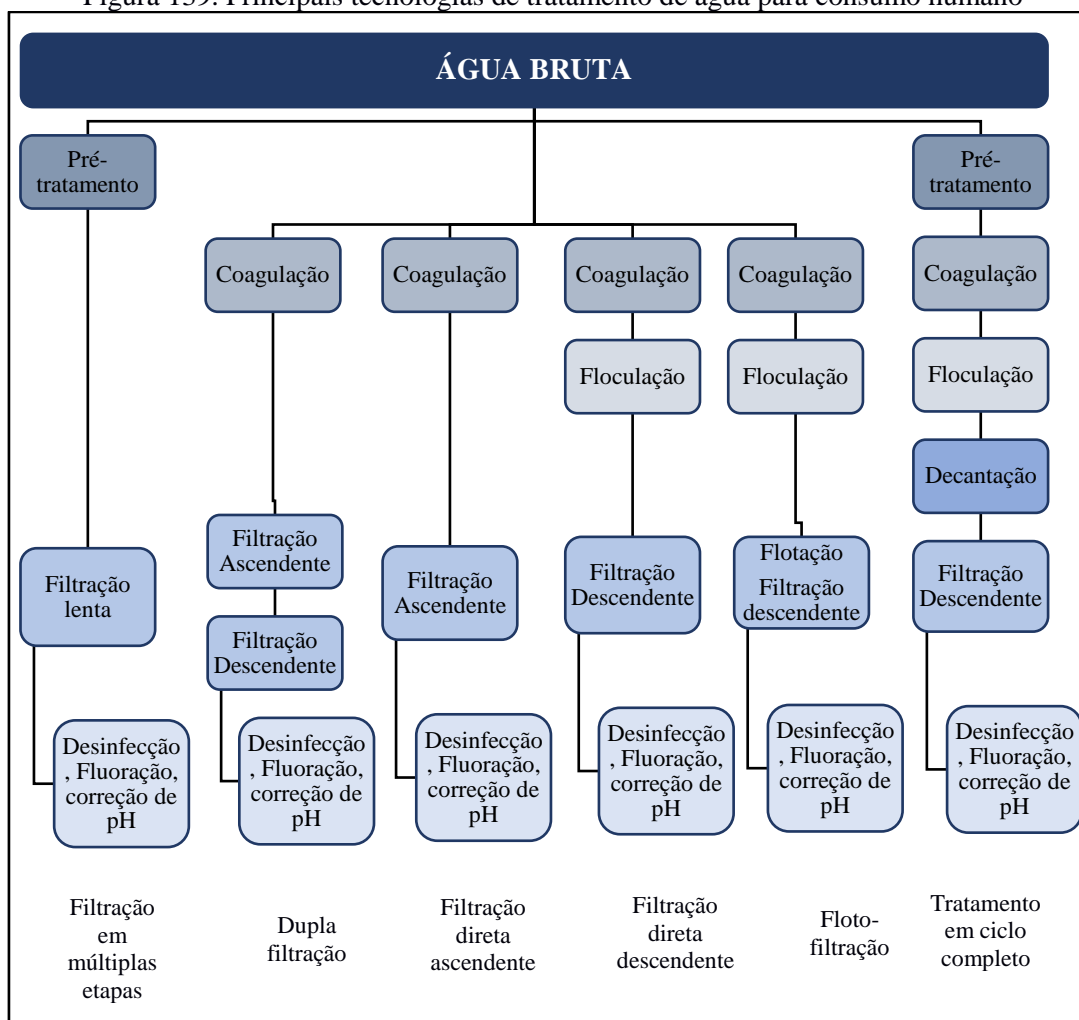 Figura 139. Principais tecnologias de tratamento de água para consumo humano
ÁGUA BRUTA
Pré-
tratamento
Filtração
lenta
Desinfecção
, Fluoração,
correção de
pH
Filtração
em
múltiplas
etapas
Coagulação
Filtração
Ascendente
Filtração
Descendente
Desinfecção
, Fluoração,
correção de
pH
Dupla
filtração
Coagulação
Filtração
Ascendente
Desinfecção
, Fluoração,
correção de
pH
Filtração
direta
ascendente
Coagulação
Floculação
Filtração
Descendente
Desinfecção
, Fluoração,
correção de
pH
Filtração
direta
descendente
Coagulação
Floculação
Flotação
Filtração
descendente
Desinfecção
, Fluoração,
correção de
pH
Floto-
filtração
Pré-
tratamento
Coagulação
Floculação
Decantação
Filtração
Descendente
Desinfecção
, Fluoração,
correção de
pH
Tratamento
em ciclo
completo